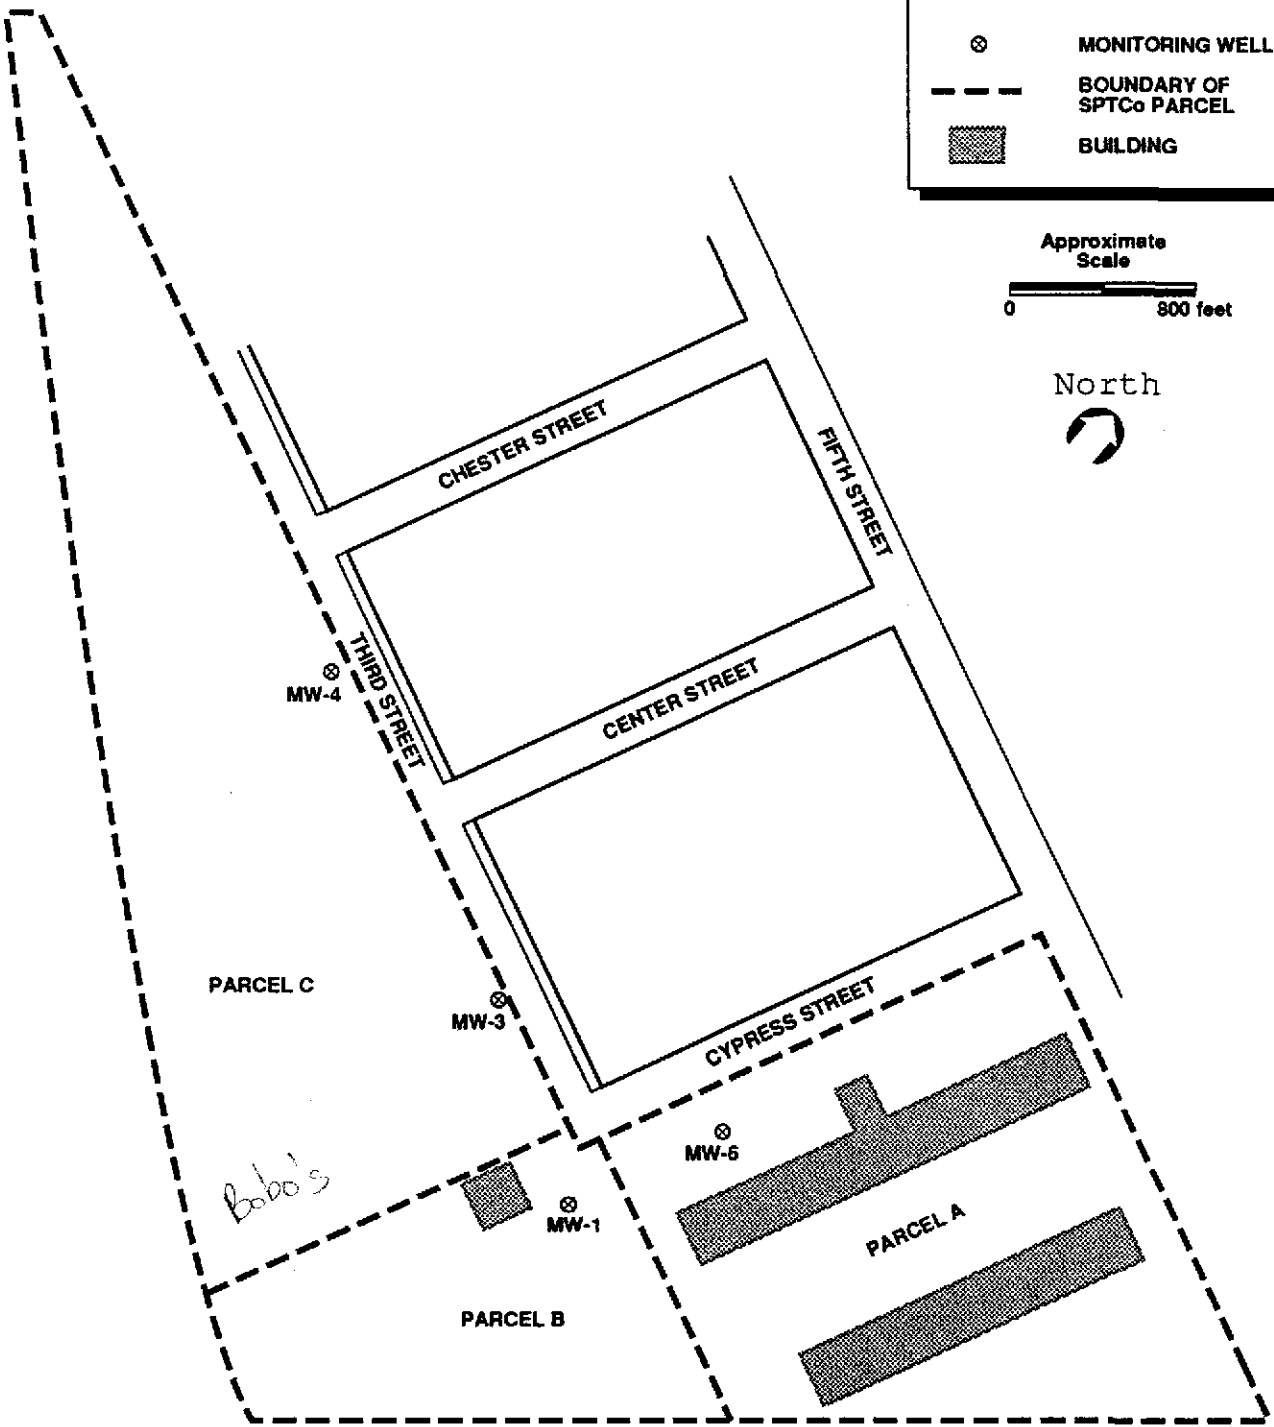 MONITORING WELL
BOUNDARY OF
SPTCo PARCEL
BUILDING
Approximate
Scale
0 800 feet
North
CHESTER STREET
FIFTH STREET
THIRD STREET
MW-4
CENTER STREET
PARCEL C
MW-3
CYPRESS STREET
MW-5
Bobo's
MW-1
PARCEL A
PARCEL B